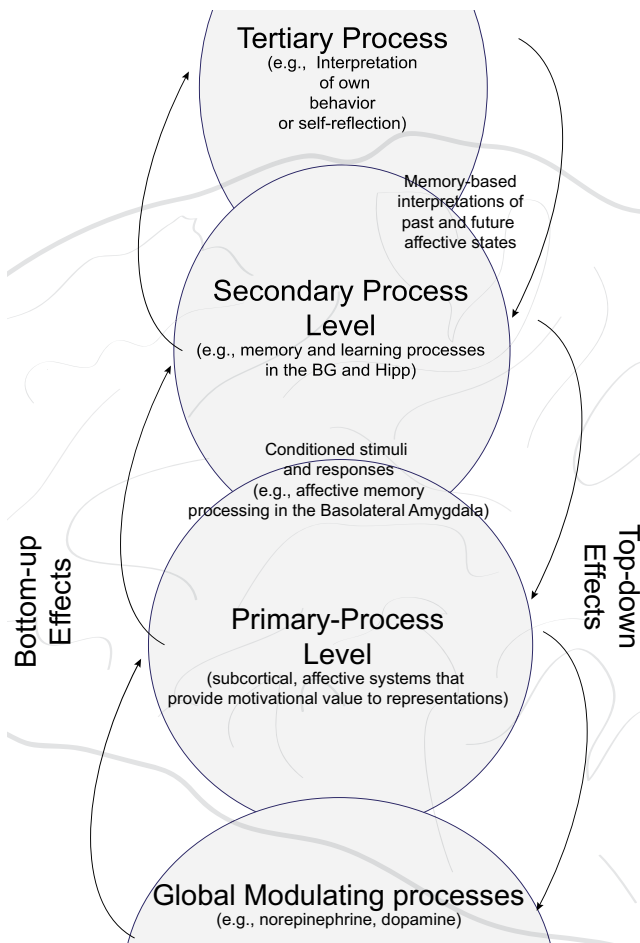 Tertiary Process
(e.g., Interpretation
of own
behavior
or self-reflection)
Memory-based
interpretations of
past and future
affective states
Secondary Process
Level
(e.g., memory and learning processes
in the BG and Hipp)
Conditioned stimuli
and responses
(e.g., affective memory
processing in the Basolateral Amygdala)
Bottom-up
Effects
Top-down
Effects
Primary-Process
Level
(subcortical, affective systems that
provide motivational value to representations)
Global Modulating processes
(e.g., norepinephrine, dopamine)